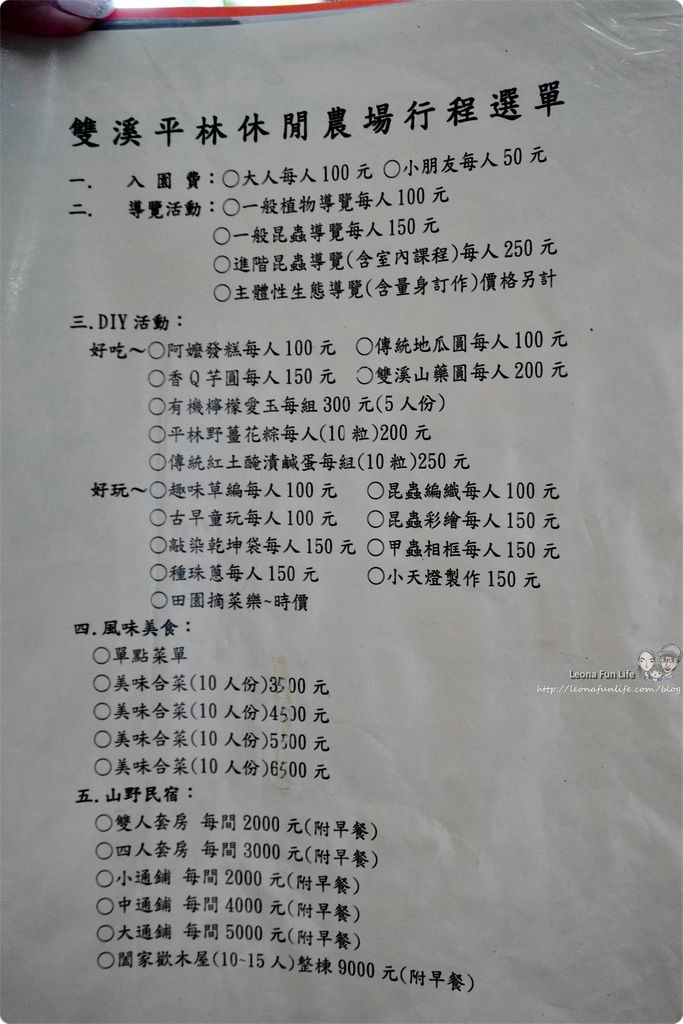 雙溪平林休閒農場行程選單
一. 入園費：○大人每人100元 ○小朋友每人50元
二. 導覽活動：○一般植物導覽每人100元
○一般昆蟲導覽每人150元
○進階昆蟲導覽(含室內課程)每人250元
○主體性生態導覽(含量身訂作)價格另計
三.DIY活動：
好吃～○阿嬤發糕每人100元 ○傳統地瓜圓每人100元
○香Q芋圓每人150元 ○雙溪山藥圓每人200元
○有機檸檬愛玉每組300元(5人份)
○平林野薑花粽每人(10粒)200元
○傳統紅土醃漬鹹蛋每組(10粒)250元
好玩～○趣味草編每人100元 ○昆蟲編織每人100元
○古早童玩每人100元 ○昆蟲彩繪每人150元
○敲染乾坤袋每人150元 ○甲蟲相框每人150元
○種珠蔥每人150元 ○小天燈製作150元
○田園摘菜樂~時價
四.風味美食：
○單點菜單
○美味合菜(10人份)3500元
○美味合菜(10人份)4500元
○美味合菜(10人份)5500元
○美味合菜(10人份)6500元
五.山野民宿：
○雙人套房 每間2000元(附早餐)
○四人套房 每間3000元(附早餐)
○小通鋪 每間2000元(附早餐)
○中通鋪 每間4000元(附早餐)
○大通鋪 每間5000元(附早餐)
○闔家歡木屋(10~15人)整棟9000元(附早餐)
Leona Fun Life
http://leonafunlife.com/blog